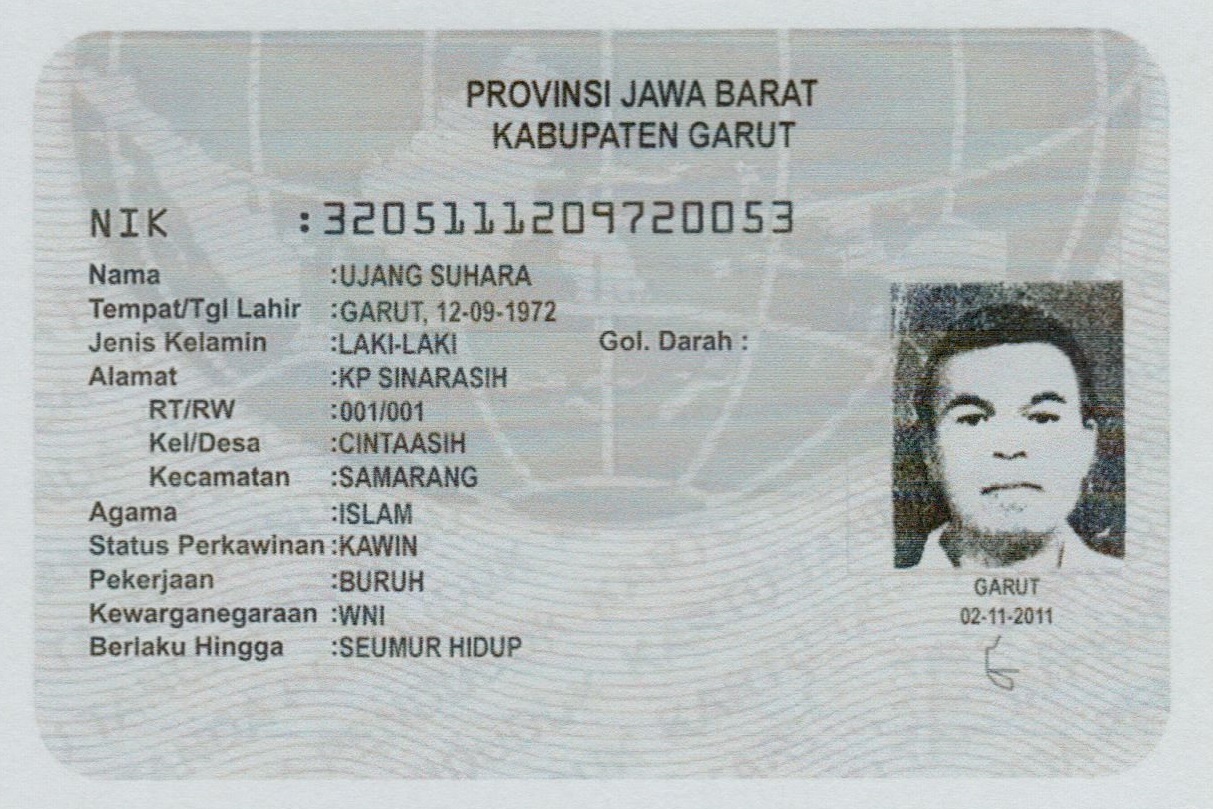 PROVINSI JAWA BARAT
KABUPATEN GARUT
NIK :3205111209720053
Nama :UJANG SUHARA
Tempat/Tgl Lahir :GARUT, 12-09-1972
Jenis Kelamin :LAKI-LAKI Gol. Darah :
Alamat :KP SINARASIH
RT/RW :001/001
Kel/Desa :CINTAASIH
Kecamatan :SAMARANG
Agama :ISLAM
Status Perkawinan :KAWIN
Pekerjaan :BURUH
Kewarganegaraan :WNI
Berlaku Hingga :SEUMUR HIDUP
GARUT
02-11-2011